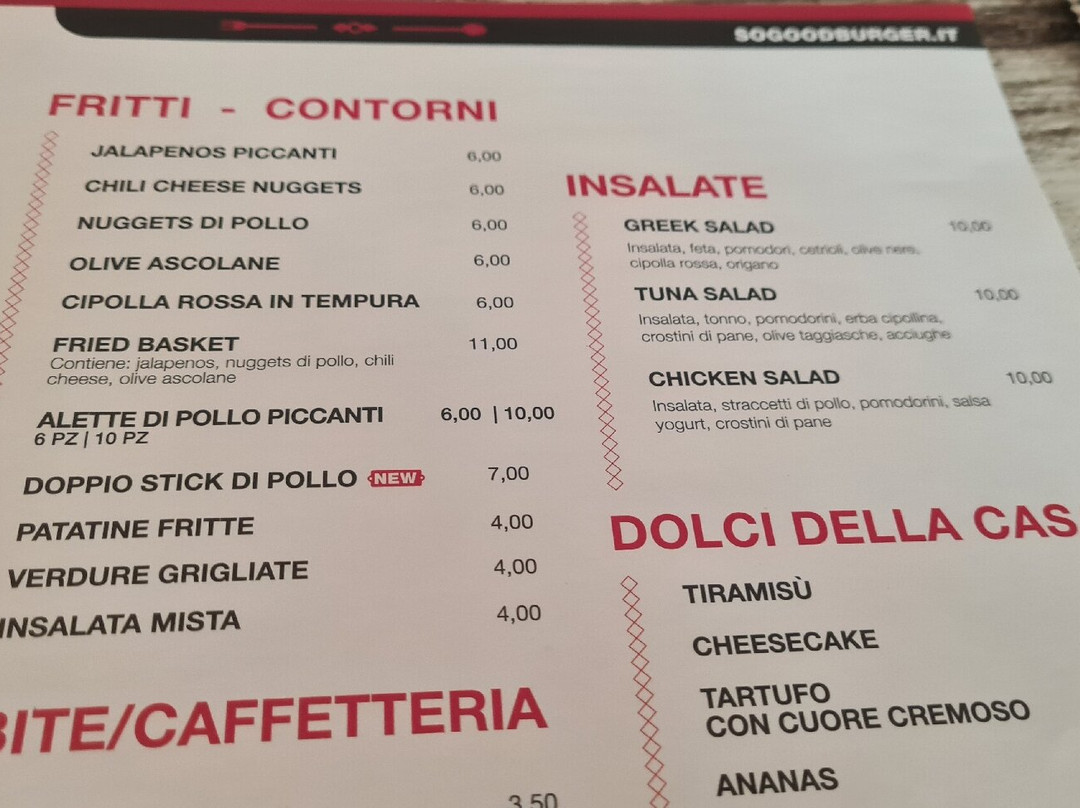 SOGOODBURGER.IT
FRITTI - CONTORNI
JALAPENOS PICCANTI 6,00
CHILI CHEESE NUGGETS 6,00
NUGGETS DI POLLO 6,00
OLIVE ASCOLANE 6,00
CIPOLLA ROSSA IN TEMPURA 6,00
FRIED BASKET 11,00
Contiene: jalapenos, nuggets di pollo, chili
cheese, olive ascolane
ALETTE DI POLLO PICCANTI 6,00 | 10,00
6 PZ | 10 PZ
DOPPIO STICK DI POLLO NEW 7,00
PATATINE FRITTE 4,00
VERDURE GRIGLIATE 4,00
INSALATA MISTA 4,00
BITE/CAFFETTERIA
3,50
INSALATE
GREEK SALAD 10,00
Insalata, feta, pomodori, cetrioli, olive nere,
cipolla rossa, origano
TUNA SALAD 10,00
Insalata, tonno, pomodorini, erba cipollina,
crostini di pane, olive taggiasche, acciughe
CHICKEN SALAD 10,00
Insalata, straccetti di pollo, pomodorini, salsa
yogurt, crostini di pane
DOLCI DELLA CAS
TIRAMISÙ
CHEESECAKE
TARTUFO
CON CUORE CREMOSO
ANANAS